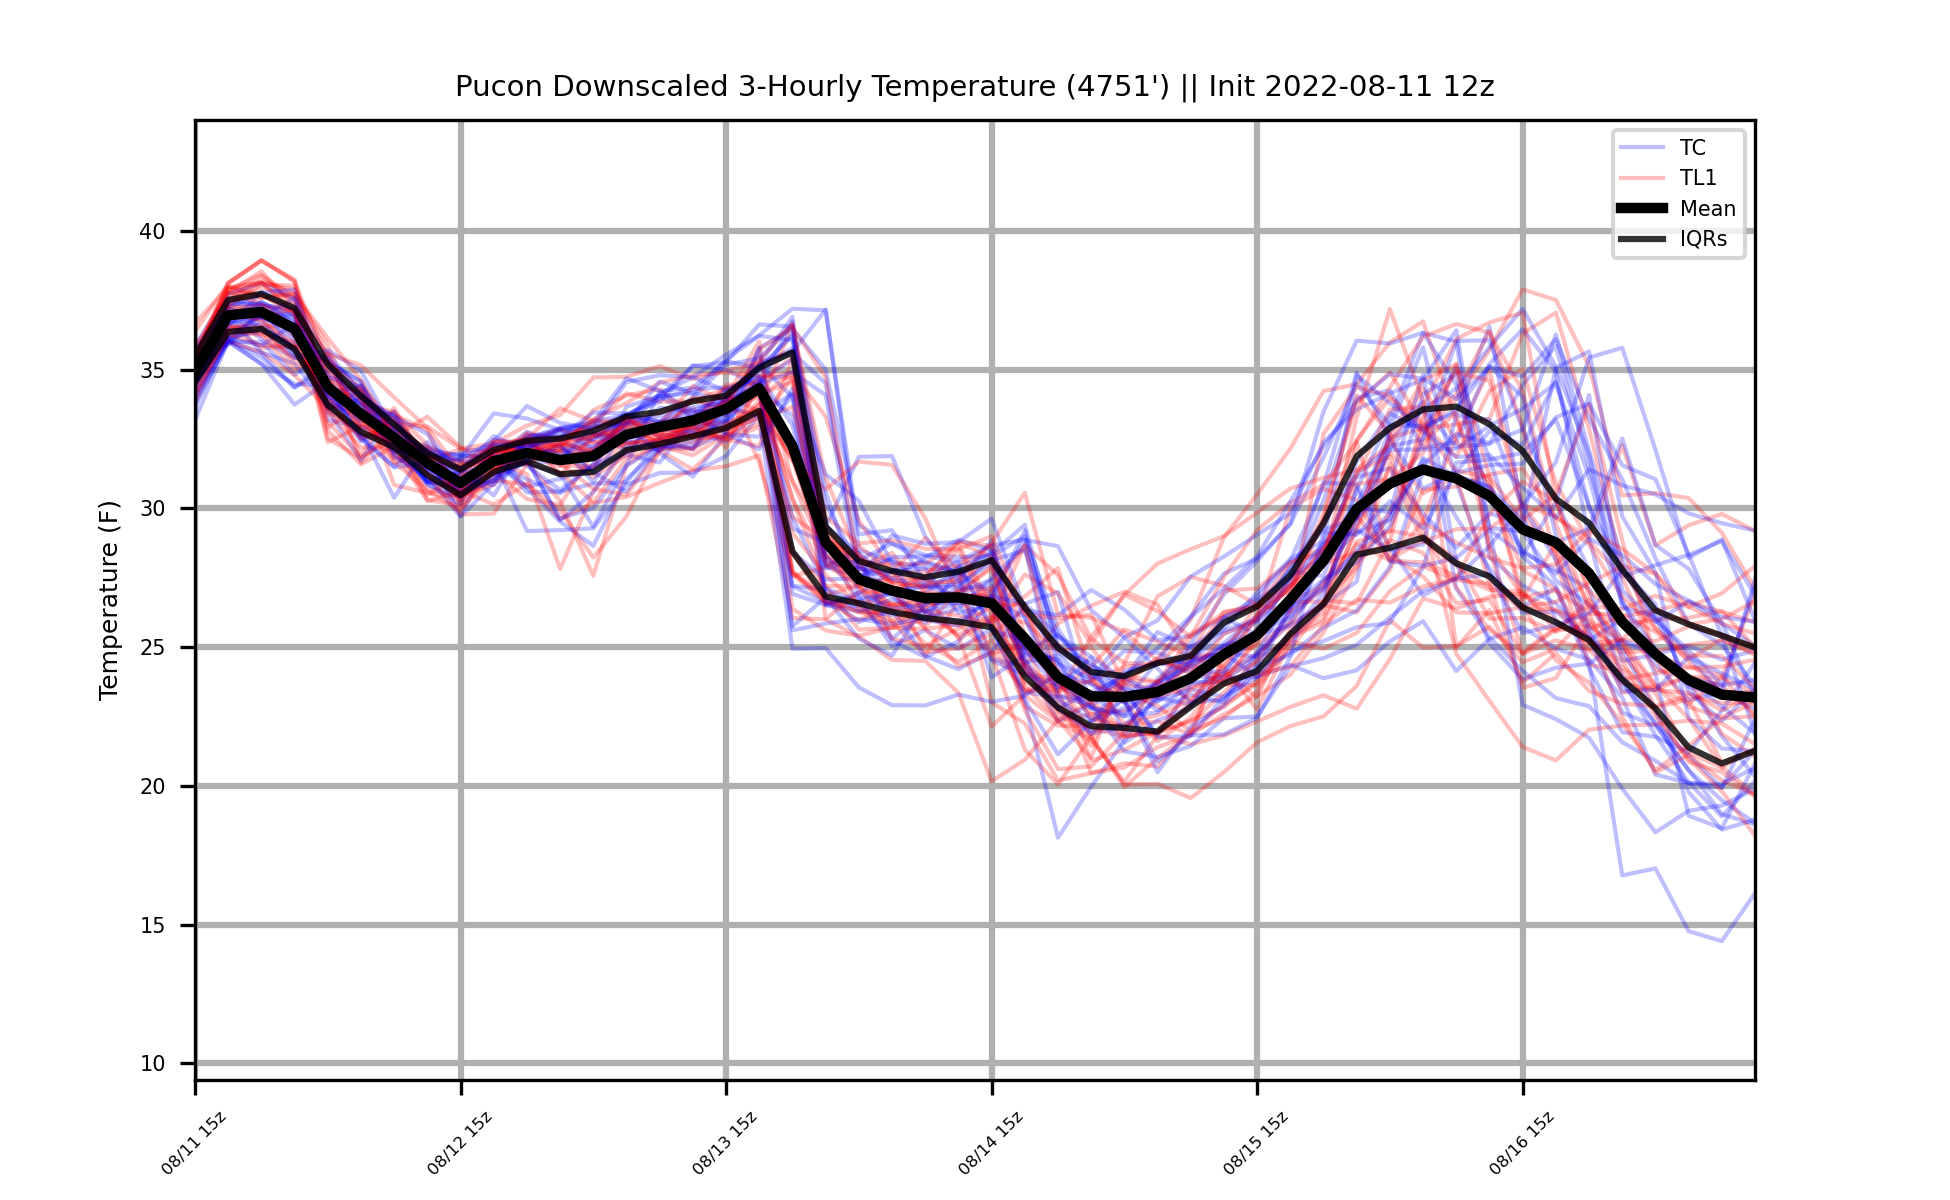 Pucon Downscaled 3-Hourly Temperature (4751') || Init 2022-08-11 12z
TC
TL1
Mean
IQRs
Temperature (F)
40
35
30
25
20
15
10
08/11 15z
08/12 15z
08/13 15z
08/14 15z
08/15 15z
08/16 15z